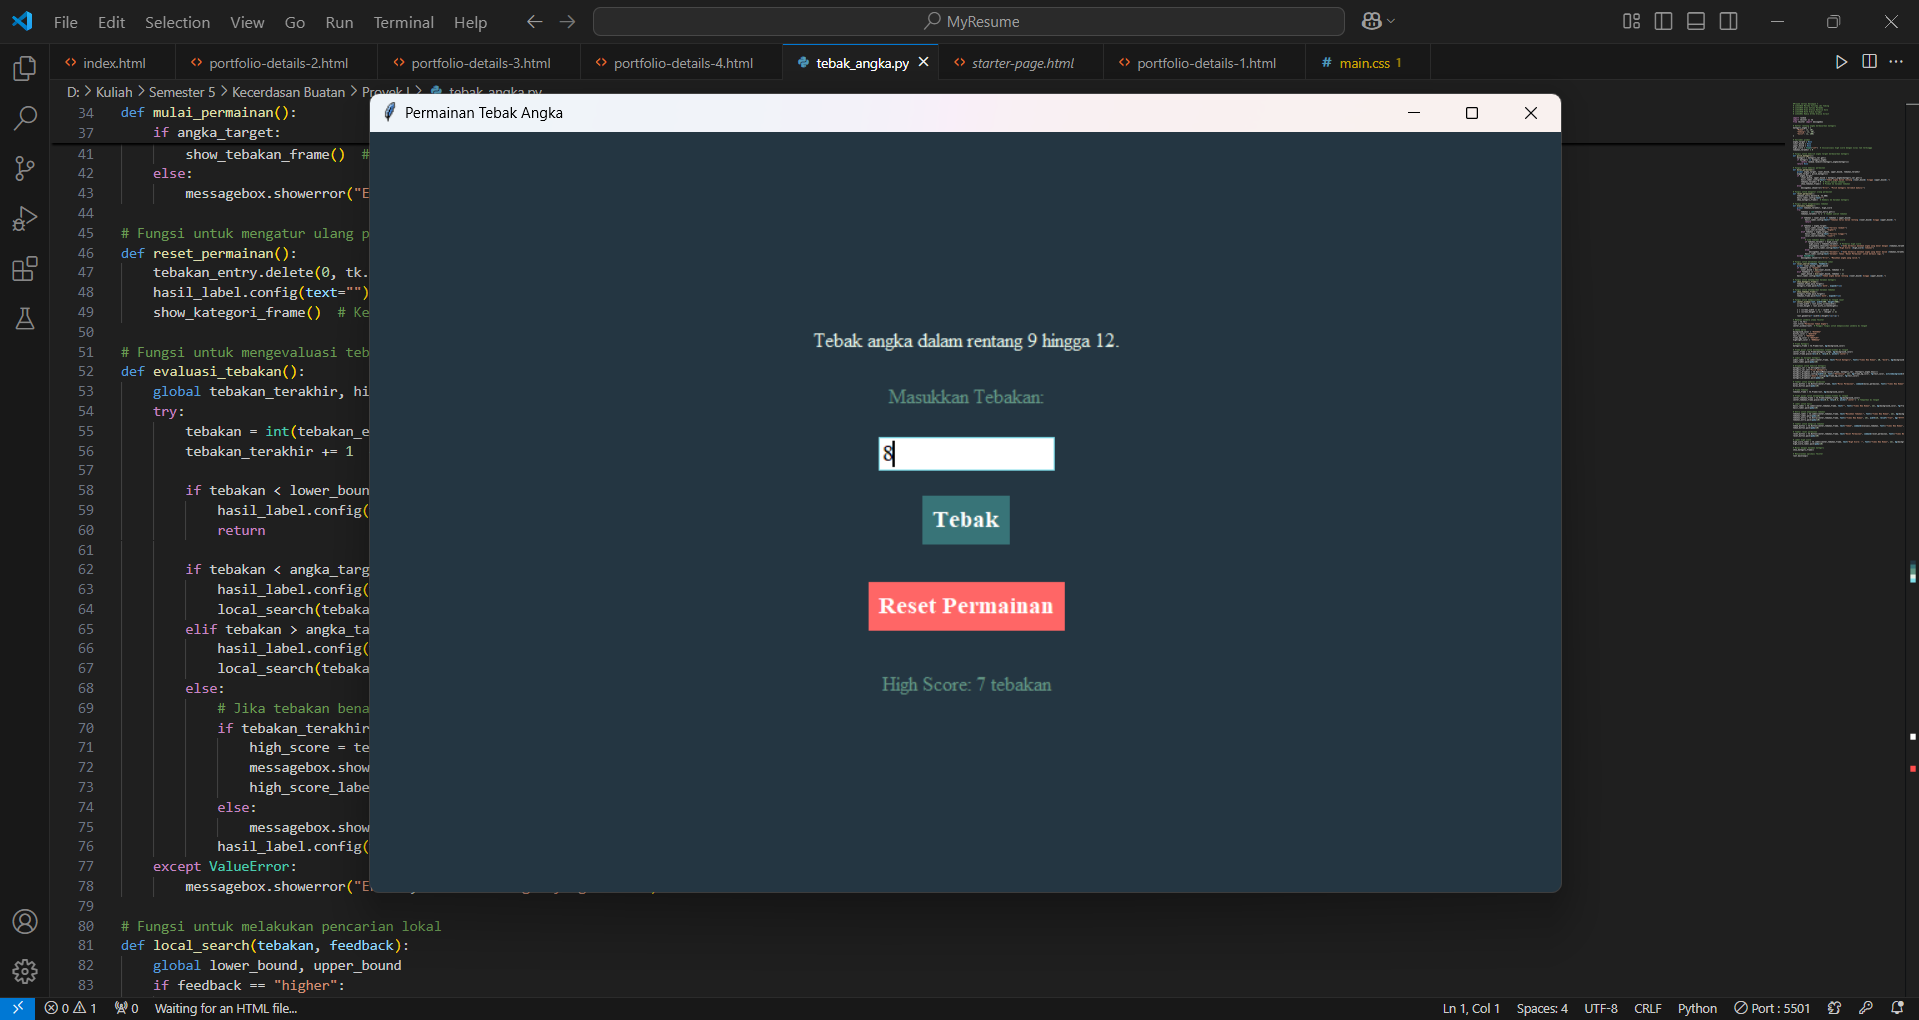 File Edit Selection View Go Run Terminal Help
MyResume
index.html
portfolio-details-2.html
portfolio-details-3.html
portfolio-details-4.html
tebak_angka.py
starter-page.html
portfolio-details-1.html
# main.css 1
D: > Kuliah > Semester 5 > Kecerdasan Buatan > Proyek I > tebak_angka.py
Permainan Tebak Angka
34 def mulai_permainan():
37 if angka_target:
41 show_tebakan_frame() #
42 else:
43 messagebox.showerror("E
44
45 # Fungsi untuk mengatur ulang p
46 def reset_permainan():
47 tebakan_entry.delete(0, tk.
48 hasil_label.config(text="")
49 show_kategori_frame() # Ke
50
51 # Fungsi untuk mengevaluasi teb
52 def evaluasi_tebakan():
53 global tebakan_terakhir, hi
54 try:
55 tebakan = int(tebakan_e
56 tebakan_terakhir += 1
57
58 if tebakan < lower_boun
59 hasil_label.config(
60 return
61
62 if tebakan < angka_targ
63 hasil_label.config(
64 local_search(tebaka
65 elif tebakan > angka_ta
66 hasil_label.config(
67 local_search(tebaka
68 else:
69 # Jika tebakan bena
70 if tebakan_terakhir
71 high_score = te
72 messagebox.show
73 high_score_labe
74 else:
75 messagebox.show
76 hasil_label.config(
77 except ValueError:
78 messagebox.showerror("E
79
80 # Fungsi untuk melakukan pencarian lokal
81 def local_search(tebakan, feedback):
82 global lower_bound, upper_bound
83 if feedback == "higher":
Tebak angka dalam rentang 9 hingga 12.
Masukkan Tebakan:
8
Tebak
Reset Permainan
High Score: 7 tebakan
0 1 0 Waiting for an HTML file...
Ln 1, Col 1 Spaces: 4 UTF-8 CRLF Python Port : 5501